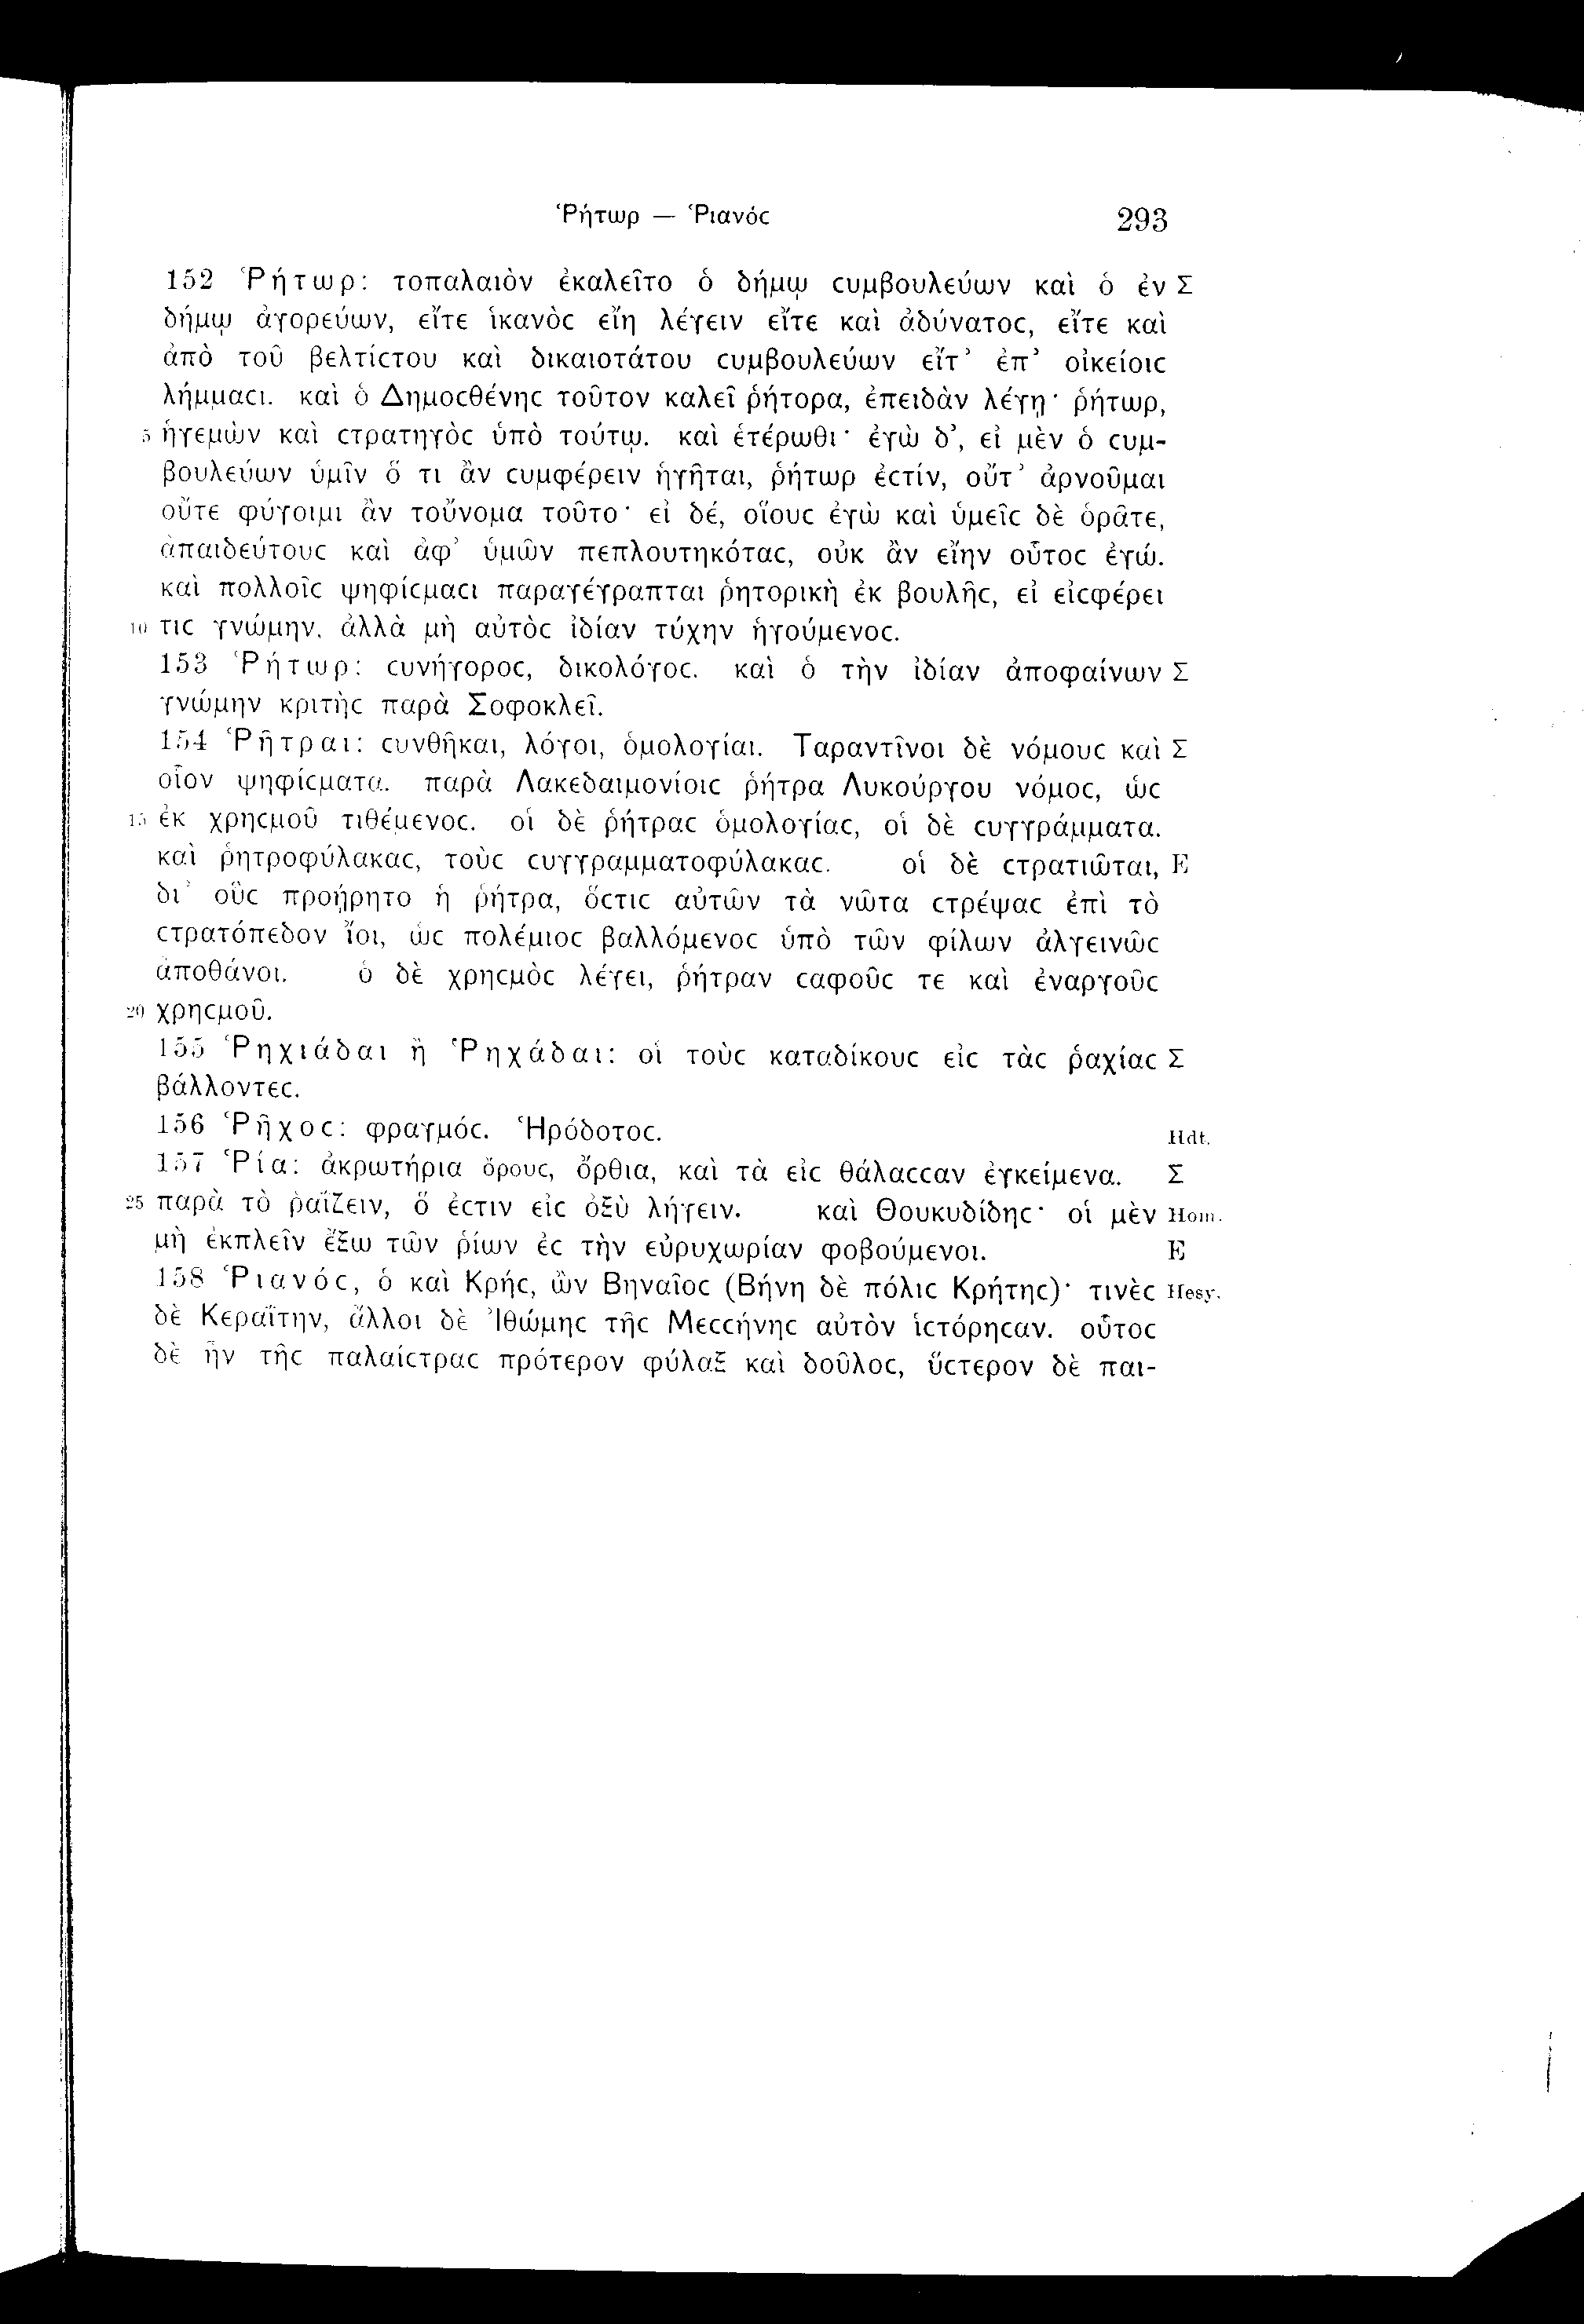 Ῥήτωρ — Ῥιανόϲ 293
152 Ῥήτωρ: τοπαλαιὸν ἐκαλεῖτο ὁ δήμῳ ϲυμβουλεύων καὶ ὁ ἐν Σ
δήμῳ ἀγορεύων, εἴτε ἱκανὸϲ εἴη λέγειν εἴτε καὶ ἀδύνατοϲ, εἴτε καὶ
ἀπὸ τοῦ βελτίϲτου καὶ δικαιοτάτου ϲυμβουλεύων εἴτ’ ἐπ’ οἰκείοιϲ
λήμμαϲι. καὶ ὁ Δημοϲθένηϲ τοῦτον καλεῖ ῥήτορα, ἐπειδὰν λέγῃ· ῥήτωρ,
5 ἡγεμὼν καὶ ϲτρατηγὸϲ ὑπὸ τούτῳ. καὶ ἑτέρωθι· ἐγὼ δ’, εἰ μὲν ὁ ϲυμ-
βουλεύων ὑμῖν ὅ τι ἂν ϲυμφέρειν ἡγῆται, ῥήτωρ ἐϲτίν, οὔτ’ ἀρνοῦμαι
οὔτε φύγοιμι ἂν τοὔνομα τοῦτο· εἰ δέ, οἵουϲ ἐγὼ καὶ ὑμεῖϲ δὲ ὁρᾶτε,
ἀπαιδεύτουϲ καὶ ἀφ’ ὑμῶν πεπλουτηκόταϲ, οὐκ ἂν εἴην οὗτοϲ ἐγώ.
καὶ πολλοῖϲ ψηφίϲμαϲι παραγέγραπται ῥητορικὴ ἐκ βουλῆϲ, εἰ εἰϲφέρει
10 τιϲ γνώμην, ἀλλὰ μὴ αὐτὸϲ ἰδίαν τύχην ἡγούμενοϲ.
153 Ῥήτωρ: ϲυνήγοροϲ, δικολόγοϲ. καὶ ὁ τὴν ἰδίαν ἀποφαίνων Σ
γνώμην κριτὴϲ παρὰ Σοφοκλεῖ.
154 Ῥῆτραι: ϲυνθῆκαι, λόγοι, ὁμολογίαι. Ταραντῖνοι δὲ νόμουϲ καὶ Σ
οἷον ψηφίϲματα. παρὰ Λακεδαιμονίοιϲ ῥήτρα Λυκούργου νόμοϲ, ὡϲ
15 ἐκ χρηϲμοῦ τιθέμενοϲ. οἱ δὲ ῥήτραϲ ὁμολογίαϲ, οἱ δὲ ϲυγγράμματα.
καὶ ῥητροφύλακαϲ, τοὺϲ ϲυγγραμματοφύλακαϲ. οἱ δὲ ϲτρατιῶται, E
δι’ οὓϲ προῄρητο ἡ ῥήτρα, ὅϲτιϲ αὐτῶν τὰ νῶτα ϲτρέψαϲ ἐπὶ τὸ
ϲτρατόπεδον ἴοι, ὡϲ πολέμιοϲ βαλλόμενοϲ ὑπὸ τῶν φίλων ἀλγεινῶϲ
ἀποθάνοι. ὁ δὲ χρηϲμὸϲ λέγει, ῥήτραν ϲαφοῦϲ τε καὶ ἐναργοῦϲ
20 χρηϲμοῦ.
155 Ῥηχιάδαι ἢ Ῥηχάδαι: οἱ τοὺϲ καταδίκουϲ εἰϲ τὰϲ ῥαχίαϲ Σ
βάλλοντεϲ.
156 Ῥῆχοϲ: φραγμόϲ. Ἡρόδοτοϲ. Hdt.
157 Ῥία: ἀκρωτήρια ὄρουϲ, ὄρθια, καὶ τὰ εἰϲ θάλαϲϲαν ἐγκείμενα. Σ
25 παρὰ τὸ ῥαΐζειν, ὅ ἐϲτιν εἰϲ ὀξὺ λήγειν. καὶ Θουκυδίδηϲ· οἱ μὲν Hom.
μὴ ἐκπλεῖν ἔξω τῶν ῥίων ἐϲ τὴν εὐρυχωρίαν φοβούμενοι. E
158 Ῥιανόϲ, ὁ καὶ Κρήϲ, ὢν Βηναῖοϲ (Βήνη δὲ πόλιϲ Κρήτηϲ)· τινὲϲ Hesy.
δὲ Κεραΐτην, ἄλλοι δὲ Ἰθώμηϲ τῆϲ Μεϲϲήνηϲ αὐτὸν ἱϲτόρηϲαν. οὗτοϲ
δὲ ἦν τῆϲ παλαίϲτραϲ πρότερον φύλαξ καὶ δοῦλοϲ, ὕϲτερον δὲ παι-